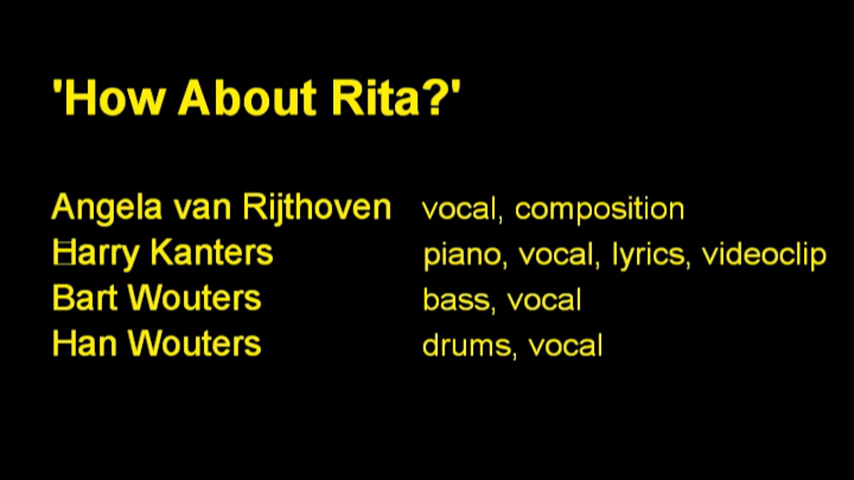 'How About Rita?'
Angela van Rijthoven vocal, composition
Harry Kanters piano, vocal, lyrics, videoclip
Bart Wouters bass, vocal
Han Wouters drums, vocal